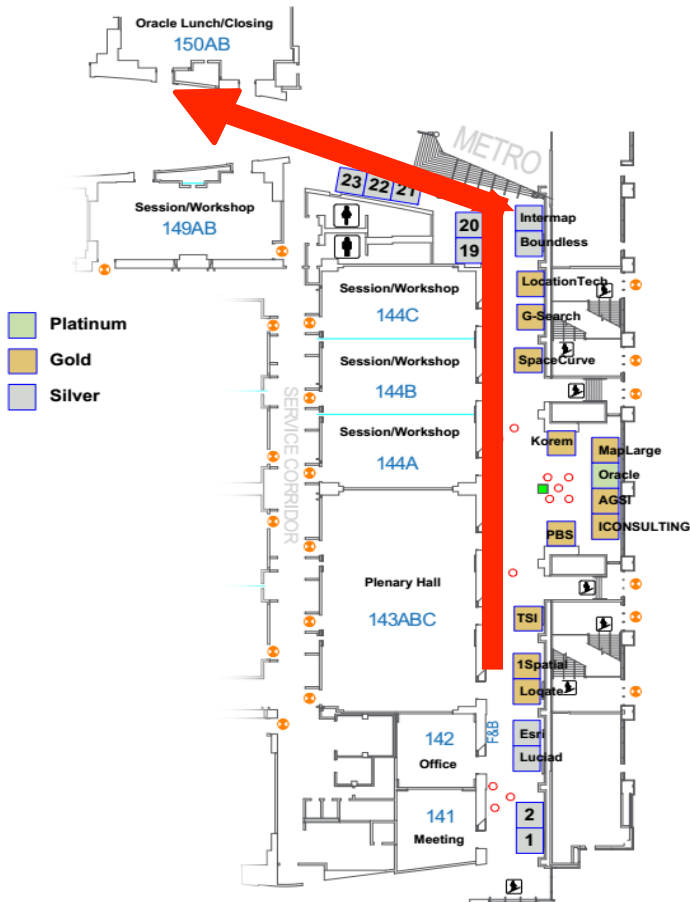 Oracle Lunch/Closing
150AB
METRO
23
22
21
Session/Workshop
149AB
20
19
Intermap
Boundless
LocationTech
G-Search
SpaceCurve
Session/Workshop
144C
Session/Workshop
144B
Session/Workshop
144A
Platinum
Gold
Silver
SERVICE CORRIDOR
Korem
MapLarge
Oracle
AGSI
ICONSULTING
PBS
Plenary Hall
143ABC
TSI
1Spatial
Loqate
142
Office
F&B
Esri
Luciad
141
Meeting
2
1